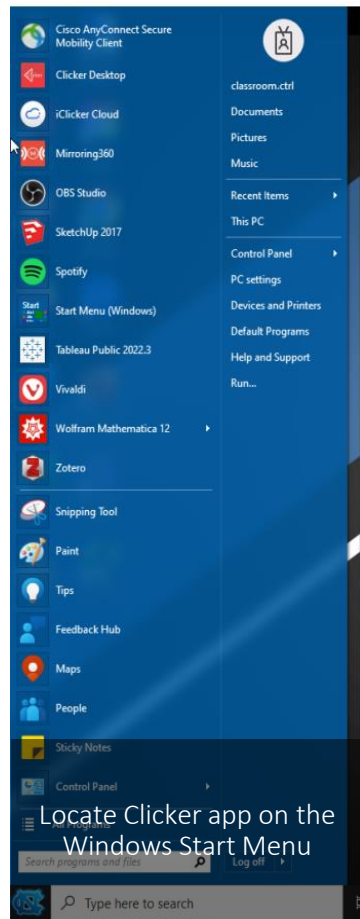 Cisco AnyConnect Secure
Mobility Client
Clicker Desktop
iClicker Cloud
Mirroring360
OBS Studio
SketchUp 2017
Spotify
Start
Start Menu (Windows)
Tableau Public 2022.3
Vivaldi
Wolfram Mathematica 12
Zotero
Snipping Tool
Paint
Tips
Feedback Hub
Maps
People
Sticky Notes
Control Panel
All Programs
Search programs and files
classroom.ctrl
Documents
Pictures
Music
Recent Items
This PC
Control Panel
PC settings
Devices and Printers
Default Programs
Help and Support
Run...
Log off
Locate Clicker app on the
Windows Start Menu
Type here to search